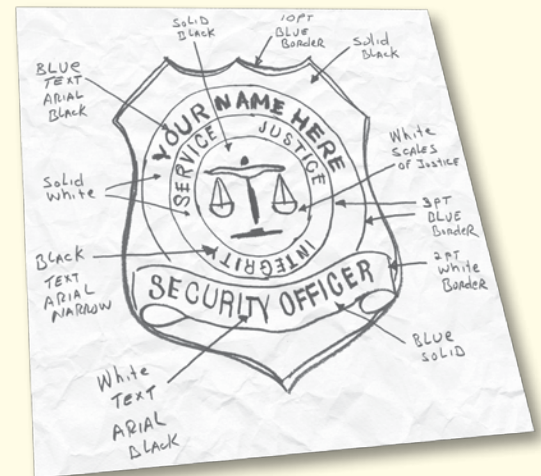 SOLID
BLACK
10PT
BLUE
BORDER
Solid
BLACK
BLUE
TEXT
ARIAL
BLACK
YOUR NAME HERE
SERVICE
JUSTICE
INTEGRITY
White
SCALES
OF JUSTICE
Solid
White
3PT
BLUE
BORDER
BLACK
TEXT
ARIAL
NARROW
2PT
White
BORDER
SECURITY OFFICER
BLUE
SOLID
White
TEXT
ARIAL
BLACK